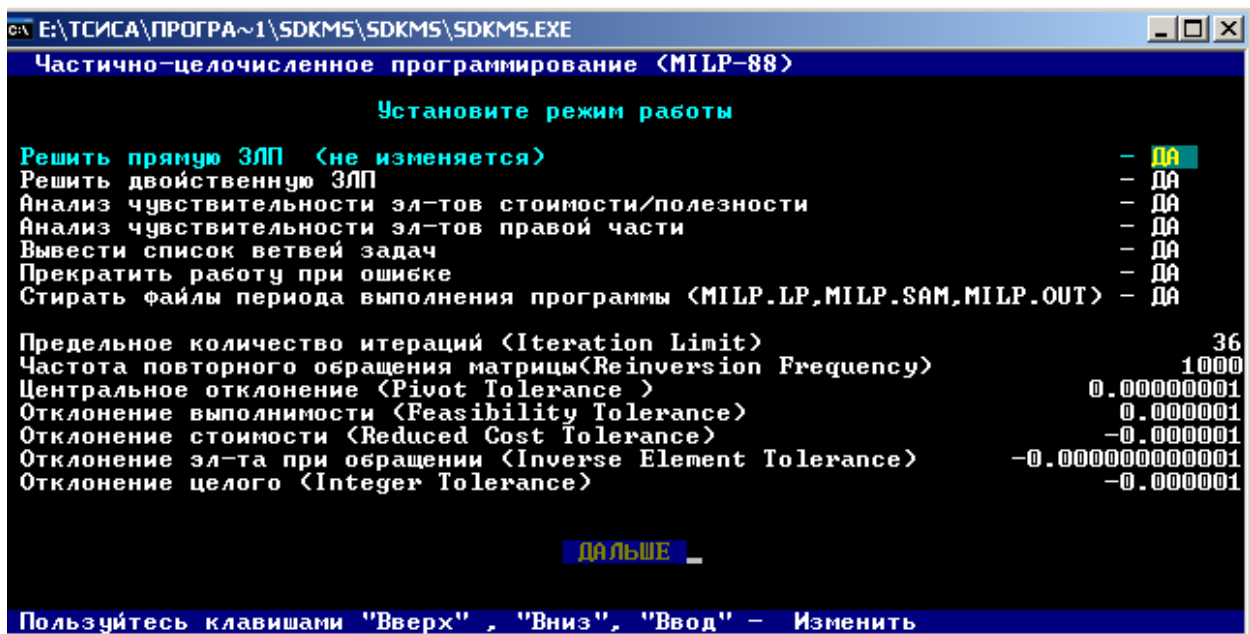 E:\ТСИСА\ПРОГРА~1\SDKMS\SDKMS\SDKMS.EXE
Частично-целочисленное программирование (MILP-88)
Установите режим работы
Решить прямую ЗЛП (не изменяется) - ДА
Решить двойственную ЗЛП - ДА
Анализ чувствительности эл-тов стоимости/полезности - ДА
Анализ чувствительности эл-тов правой части - ДА
Вывести список ветвей задач - ДА
Прекратить работу при ошибке - ДА
Стирать файлы периода выполнения программы (MILP.LP,MILP.SAM,MILP.OUT) - ДА
Предельное количество итераций (Iteration Limit) 36
Частота повторного обращения матрицы(Reinversion Frequency) 1000
Центральное отклонение (Pivot Tolerance ) 0.00000001
Отклонение выполнимости (Feasibility Tolerance) 0.000001
Отклонение стоимости (Reduced Cost Tolerance) -0.000001
Отклонение эл-та при обращении (Inverse Element Tolerance) -0.000000000001
Отклонение целого (Integer Tolerance) -0.000001
ДАЛЬШЕ _
Пользуйтесь клавишами "Вверх" , "Вниз", "Ввод" - Изменить